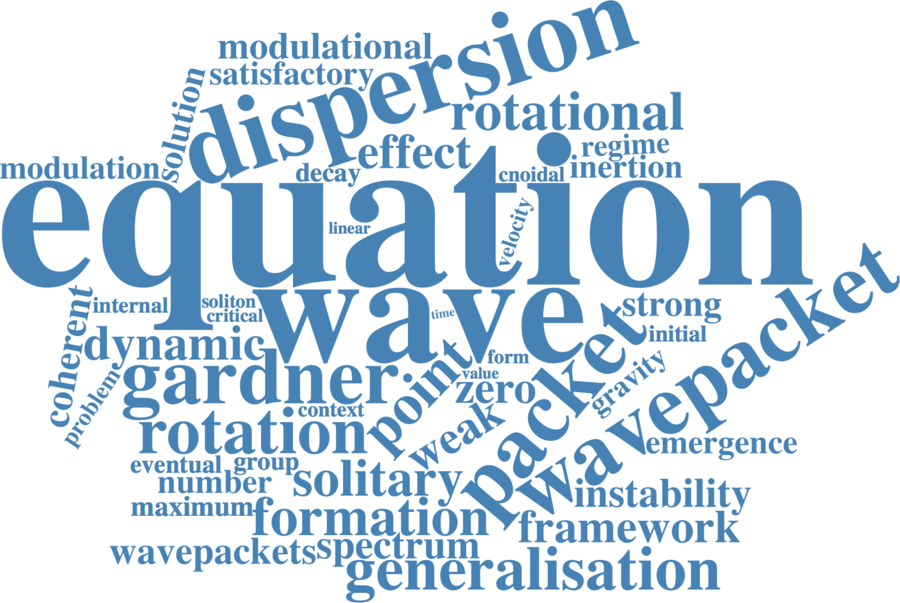 dispersion
modulational
satisfactory
solution
rotational
effect
regime
modulation
decay
cnoidal
inertion
equation
linear
velocity
internal
soliton
critical
wave
time
strong
initial
coherent
dynamic
form
wavepacket
packet
point
problem
gardner
value
zero
gravity
context
rotation
weak
emergence
eventual
group
number
solitary
instability
maximum
formation
framework
wavepackets
spectrum
generalisation